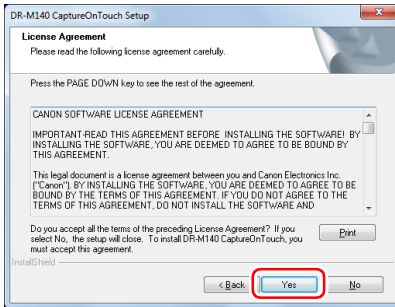 DR-M140 CaptureOnTouch Setup
License Agreement
Please read the following license agreement carefully.
Press the PAGE DOWN key to see the rest of the agreement.
CANON SOFTWARE LICENSE AGREEMENT
IMPORTANT-READ THIS AGREEMENT BEFORE INSTALLING THE SOFTWARE! BY
INSTALLING THE SOFTWARE, YOU ARE DEEMED TO AGREE TO BE BOUND BY
THIS AGREEMENT.
This legal document is a license agreement between you and Canon Electronics Inc.
("Canon"). BY INSTALLING THE SOFTWARE, YOU ARE DEEMED TO AGREE TO BE
BOUND BY THE TERMS OF THIS AGREEMENT. IF YOU DO NOT AGREE TO THE
TERMS OF THIS AGREEMENT, DO NOT INSTALL THE SOFTWARE AND
Do you accept all the terms of the preceding License Agreement? If you
select No, the setup will close. To install DR-M140 CaptureOnTouch, you
must accept this agreement.
Print
InstallShield
< Back
Yes
No